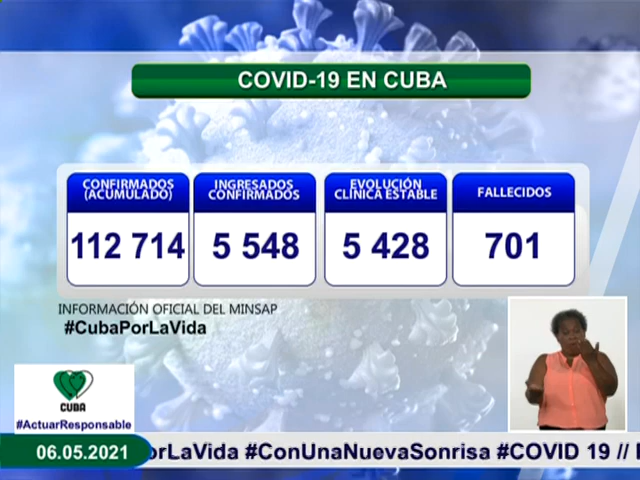 COVID-19 EN CUBA
CONFIRMADOS
(ACUMULADO)
112 714
INGRESADOS
CONFIRMADOS
5 548
EVOLUCIÓN
CLÍNICA ESTABLE
5 428
FALLECIDOS
701
INFORMACIÓN OFICIAL DEL MINSAP
#CubaPorLaVida
CUBA
#ActuarResponsable
06.05.2021
orLaVida #ConUnaNuevaSonrisa #COVID 19 //